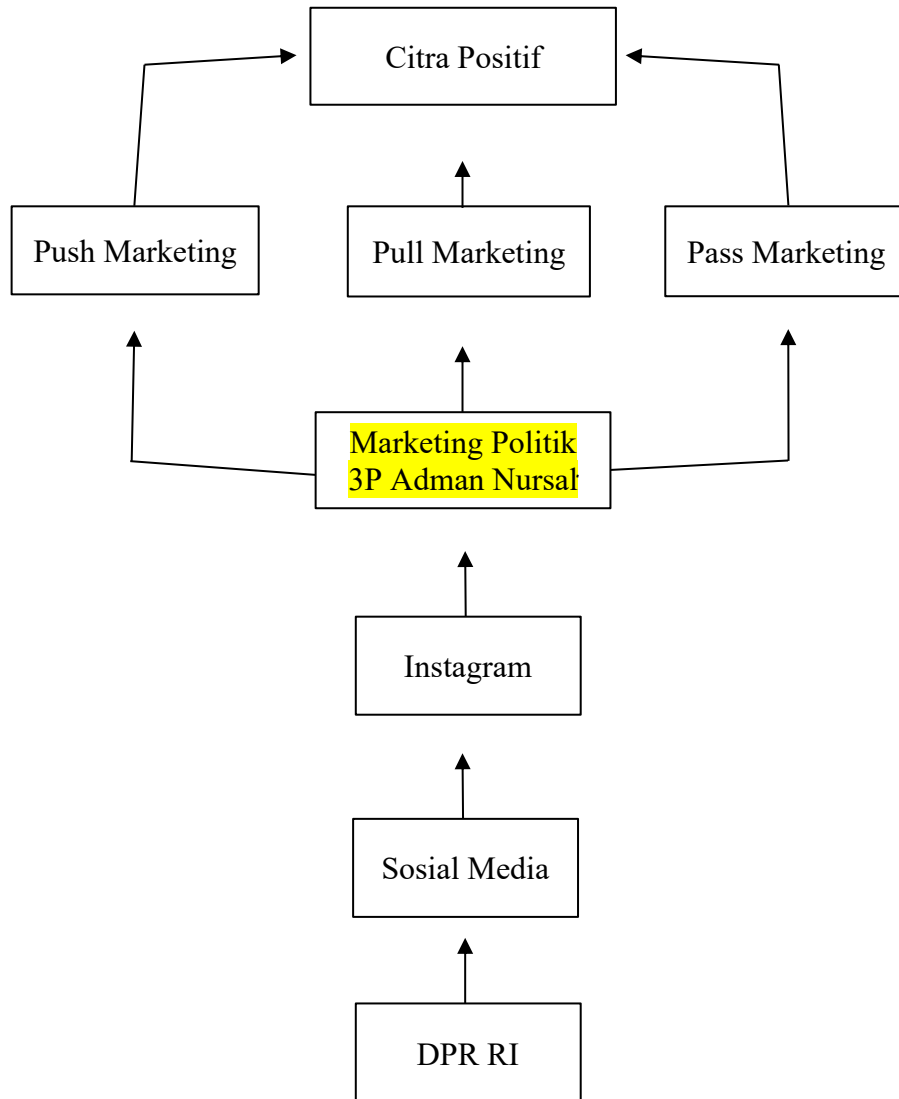 Citra Positif
Push Marketing
Pull Marketing
Pass Marketing
Marketing Politik
3P Adman Nursal
Instagram
Sosial Media
DPR RI